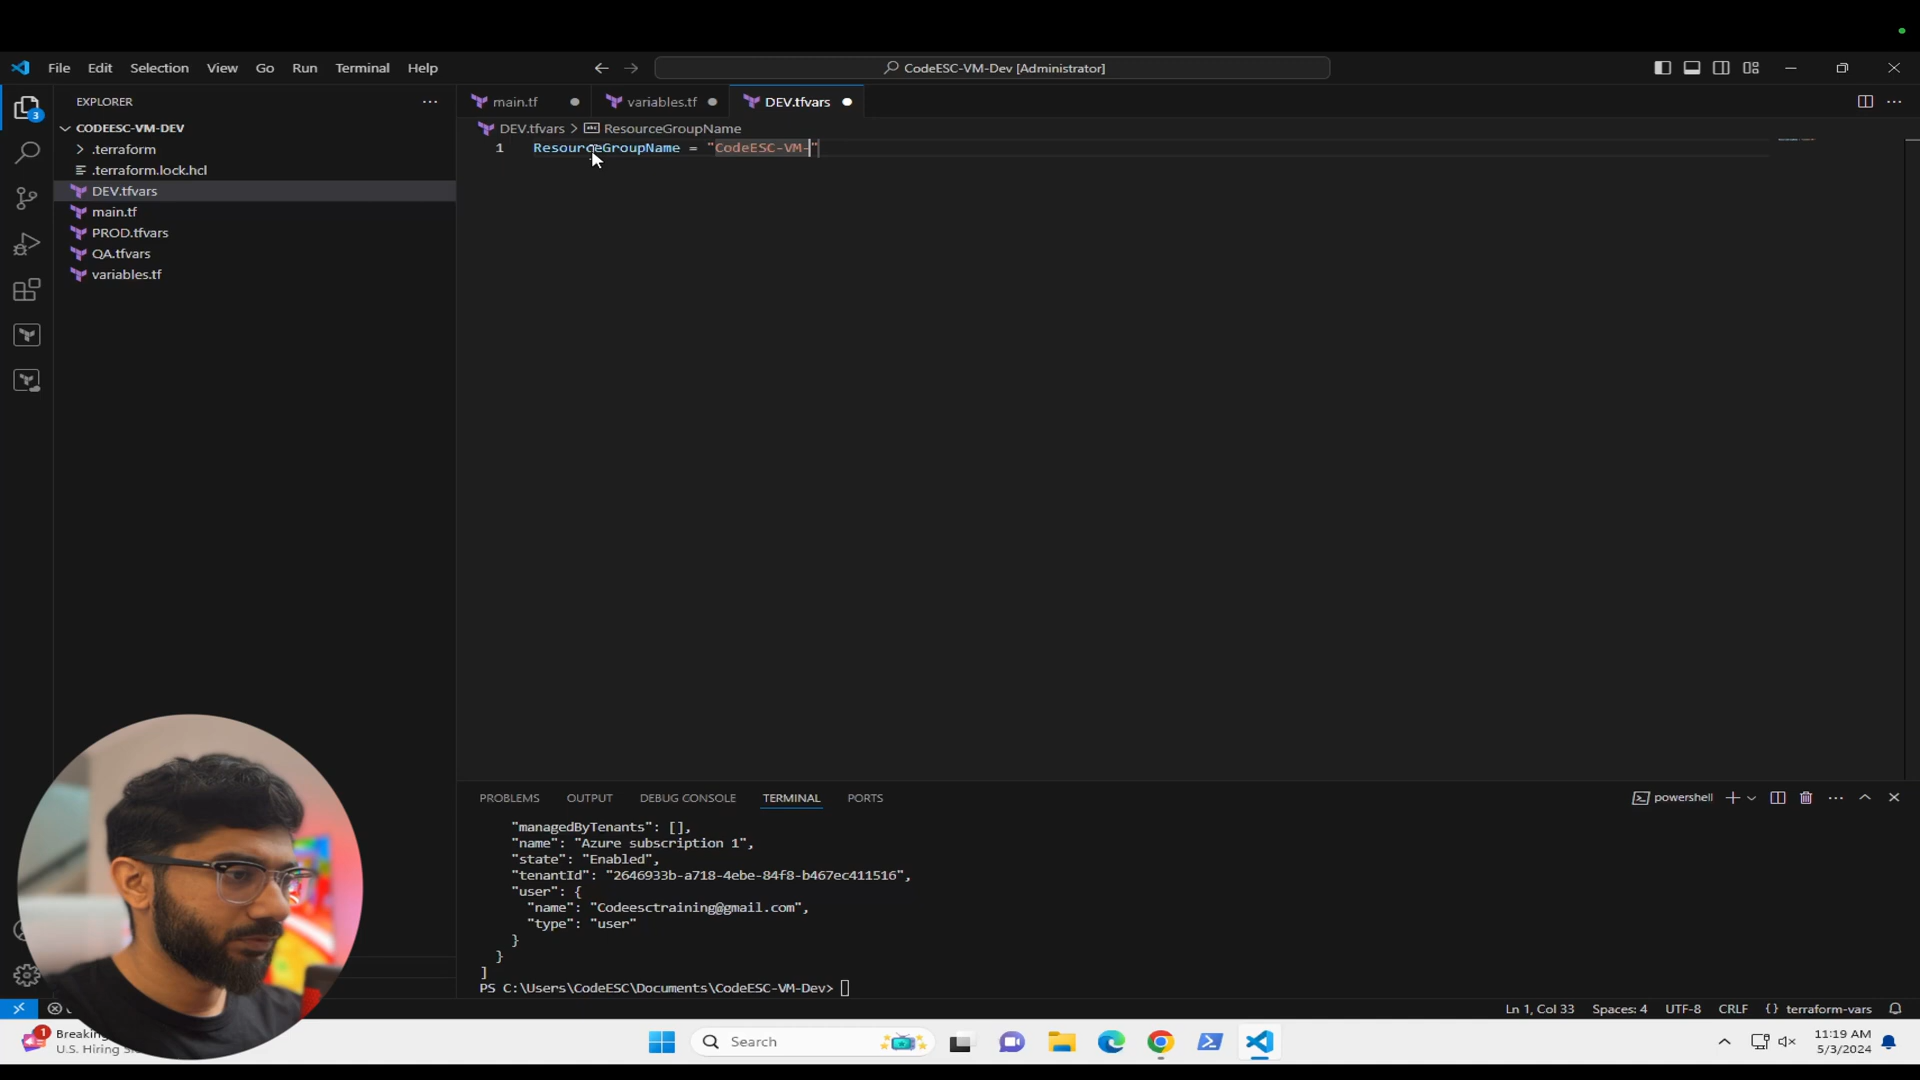 File Edit Selection View Go Run Terminal Help
CodeESC-VM-Dev [Administrator]
EXPLORER
main.tf
variables.tf
DEV.tfvars
3
CODEESC-VM-DEV
.terraform
.terraform.lock.hcl
DEV.tfvars
main.tf
PROD.tfvars
QA.tfvars
variables.tf
DEV.tfvars > ResourceGroupName
1 ResourceGroupName = "CodeESC-VM-"
PROBLEMS OUTPUT DEBUG CONSOLE TERMINAL PORTS
powershell
"managedByTenants": [],
"name": "Azure subscription 1",
"state": "Enabled",
"tenantId": "2646933b-a718-4ebe-84f8-b467ec411516",
"user": {
"name": "Codeesctraining@gmail.com",
"type": "user"
}
}
]
PS C:\Users\CodeESC\Documents\CodeESC-VM-Dev>
Ln 1, Col 33 Spaces: 4 UTF-8 CRLF {} terraform-vars
1
Breaking
U.S. Hiring
Search
11:19 AM
5/3/2024